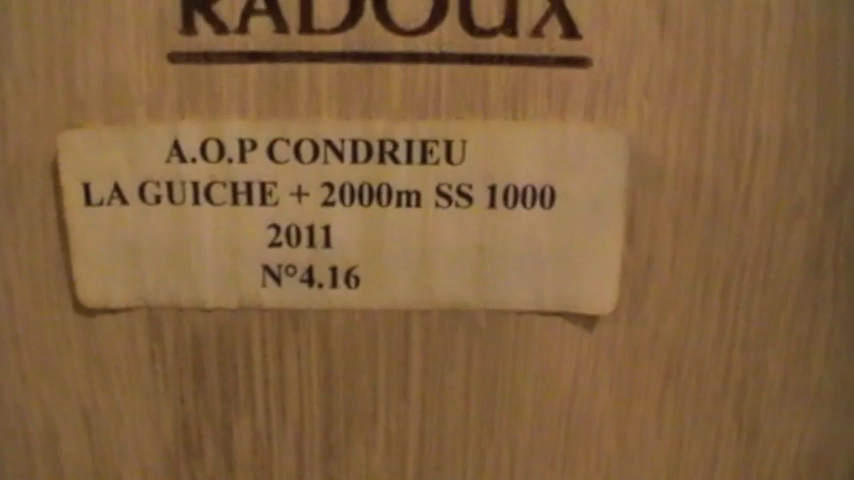 RADOUX
A.O.P CONDRIEU
LA GUICHE + 2000m SS 1000
2011
N°4.16